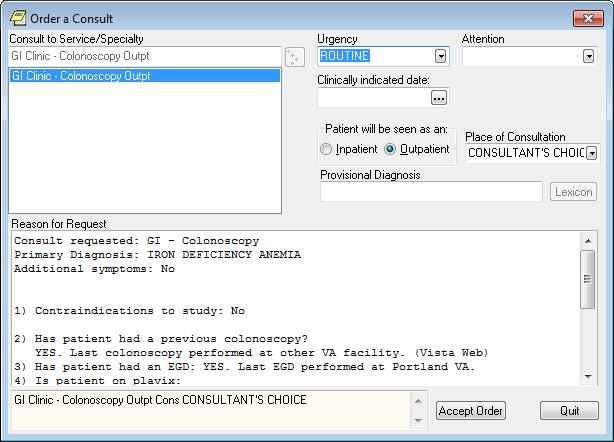 Order a Consult
Consult to Service/Specialty
GI Clinic - Colonoscopy Outpt
GI Clinic - Colonoscopy Outpt
Urgency
ROUTINE
Attention
Clinically indicated date:
...
Patient will be seen as an:
Inpatient
Outpatient
Place of Consultation
CONSULTANT'S CHOIC
Provisional Diagnosis
Lexicon
Reason for Request
Consult requested: GI - Colonoscopy
Primary Diagnosis: IRON DEFICIENCY ANEMIA
Additional symptoms: No
1) Contraindications to study: No
2) Has patient had a previous colonoscopy?
YES. Last colonoscopy performed at other VA facility. (Vista Web)
3) Has patient had an EGD: YES. Last EGD performed at Portland VA.
4) Is patient on plavix:
GI Clinic - Colonoscopy Outpt Cons CONSULTANT'S CHOICE
Accept Order
Quit